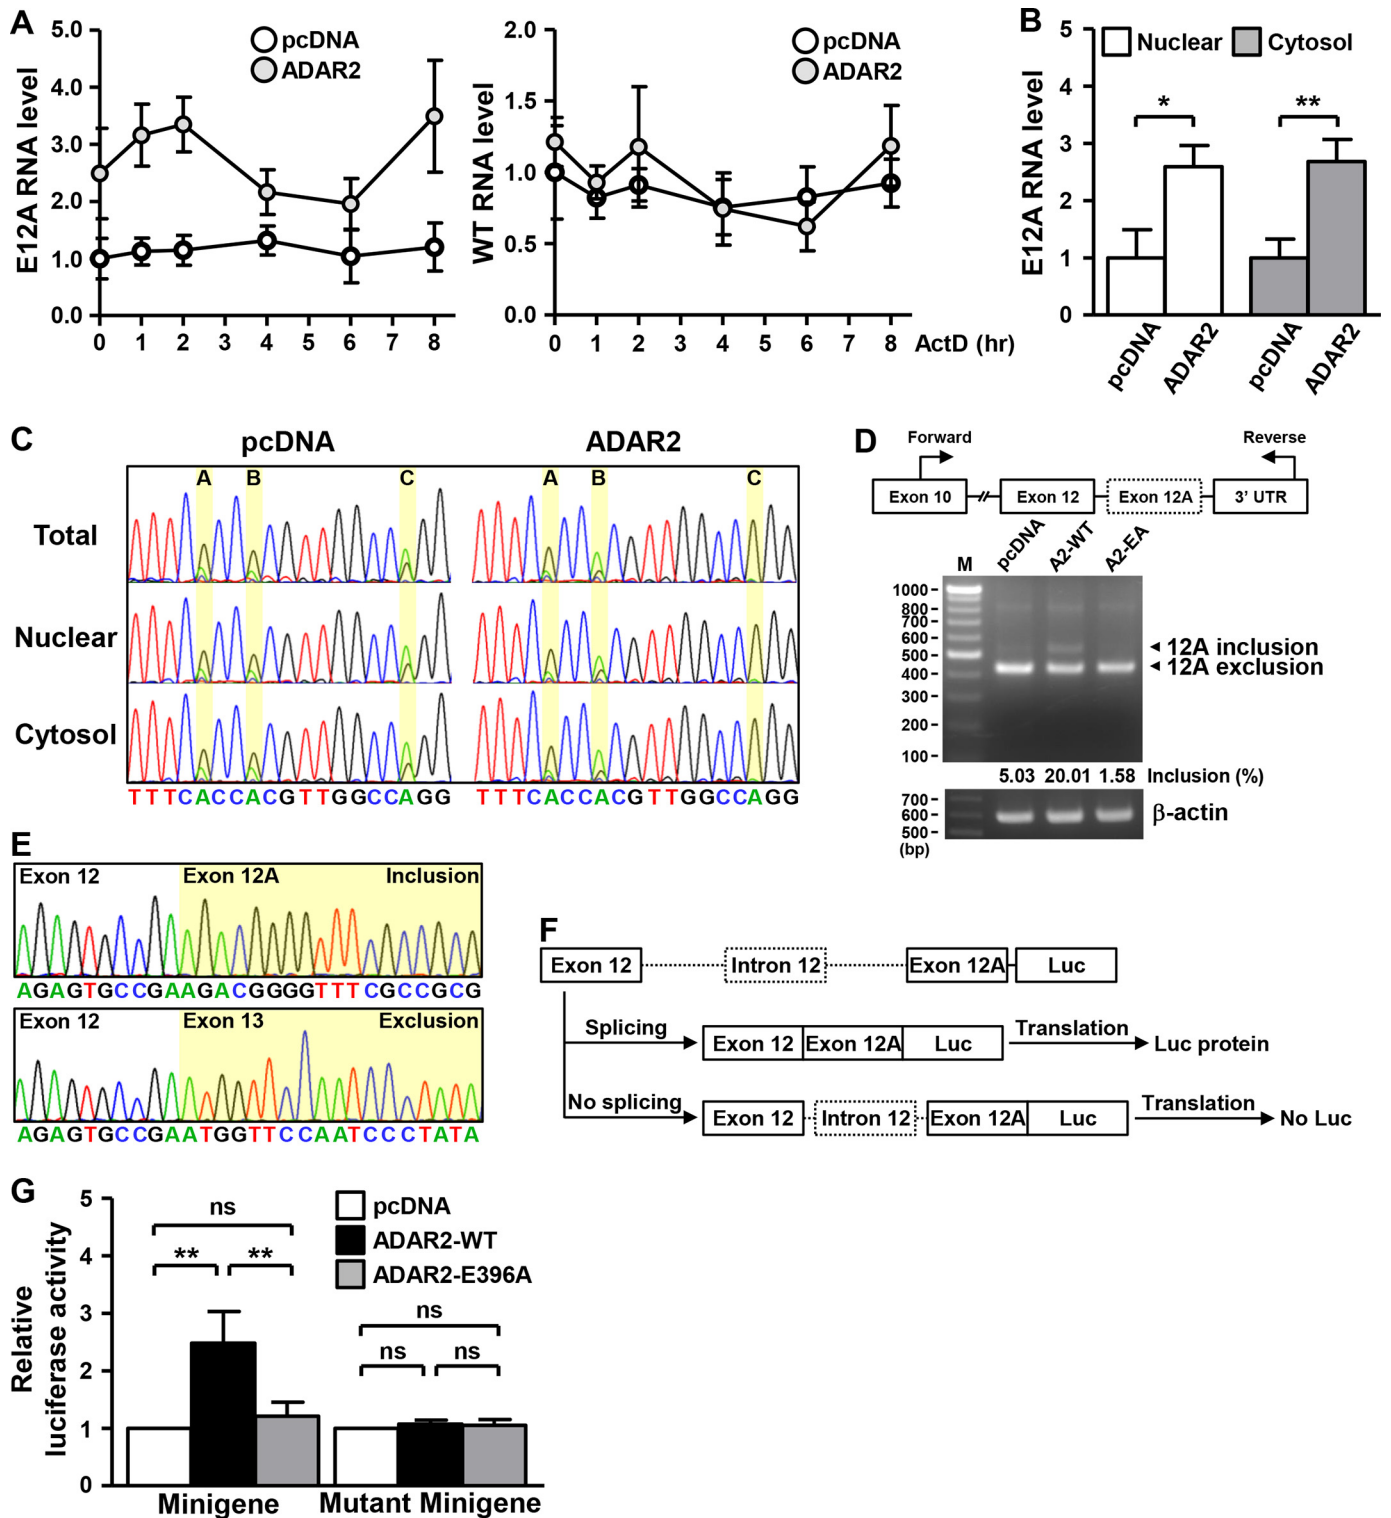 A
5.0
4.0
3.0
2.0
1.0
0.0
E12A RNA level
pcDNA
ADAR2
0 1 2 3 4 5 6 7 8
2.0
1.5
1.0
0.5
0.0
WT RNA level
pcDNA
ADAR2
0 1 2 3 4 5 6 7 8 ActD (hr)
B
5
4
3
2
1
0
E12A RNA level
Nuclear Cytosol
* **
pcDNA ADAR2 pcDNA ADAR2
C
pcDNA ADAR2
A B C A B C
Total
Nuclear
Cytosol
TTTCACCACGTTGGCCAGG TTTCACCACGTTGGCCAGG
D
Forward Reverse
Exon 10 Exon 12 Exon 12A 3' UTR
M pcDNA A2-WT A2-EA
1000
800
700
600
500
400
300
200
100
12A inclusion
12A exclusion
5.03 20.01 1.58 Inclusion (%)
700
600
500
(bp)
β-actin
E
Exon 12 Exon 12A Inclusion
AGAGTGCCGAAGACGGGGTTTCGCCGCG
Exon 12 Exon 13 Exclusion
AGAGTGCCGAATGGTTCCAATCCCTATA
F
Exon 12 Intron 12 Exon 12A Luc
Splicing Exon 12 Exon 12A Luc Translation Luc protein
No splicing Exon 12 Intron 12 Exon 12A Luc Translation No Luc
G
5
4
3
2
1
0
Relative
luciferase activity
pcDNA
ADAR2-WT
ADAR2-E396A
ns
** **
ns
ns ns
Minigene Mutant Minigene